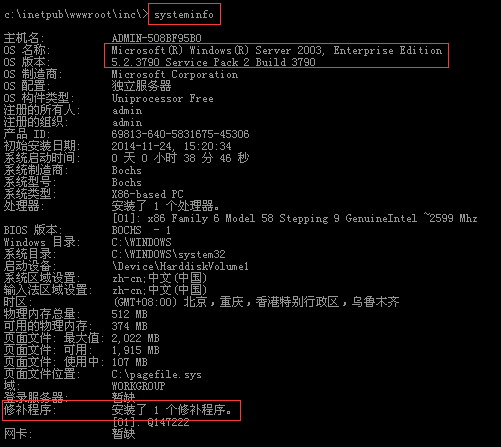 c:\inetpub\wwwroot\inc\> systeminfo
主机名: ADMIN-508BF95B0
OS 名称: Microsoft(R) Windows(R) Server 2003, Enterprise Edition
OS 版本: 5.2.3790 Service Pack 2 Build 3790
OS 制造商: Microsoft Corporation
OS 配置: 独立服务器
OS 构件类型: Uniprocessor Free
注册的所有人: admin
注册的组织: admin
产品 ID: 69813-640-5831675-45306
初始安装日期: 2014-11-24, 15:20:34
系统启动时间: 0 天 0 小时 38 分 46 秒
系统制造商: Bochs
系统型号: Bochs
系统类型: X86-based PC
处理器: 安装了 1 个处理器。
[01]: x86 Family 6 Model 58 Stepping 9 GenuineIntel ~2599 Mhz
BIOS 版本: BOCHS - 1
Windows 目录: C:\WINDOWS
系统目录: C:\WINDOWS\system32
启动设备: \Device\HarddiskVolume1
系统区域设置: zh-cn;中文(中国)
输入法区域设置: zh-cn;中文(中国)
时区: (GMT+08:00) 北京，重庆，香港特别行政区，乌鲁木齐
物理内存总量: 512 MB
可用的物理内存: 374 MB
页面文件: 最大值: 2,022 MB
页面文件: 可用: 1,915 MB
页面文件: 使用中: 107 MB
页面文件位置: C:\pagefile.sys
域: WORKGROUP
登录服务器: 暂缺
修补程序: 安装了 1 个修补程序。
[01]: Q147222
网卡: 暂缺